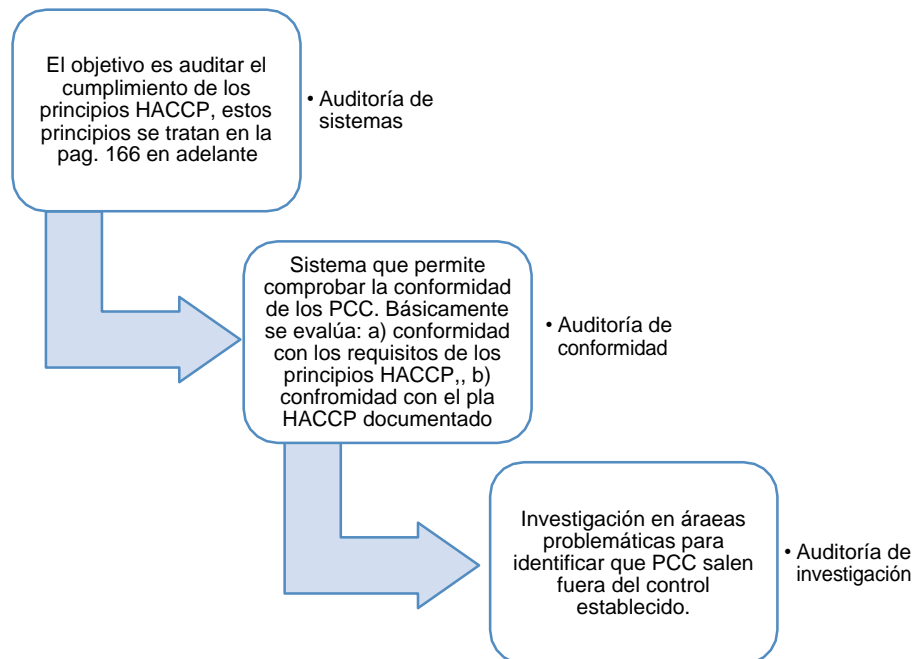 El objetivo es auditar el
cumplimiento de los
principios HACCP, estos
principios se tratan en la
pag. 166 en adelante
• Auditoría de
sistemas
Sistema que permite
comprobar la conformidad
de los PCC. Básicamente
se evalúa: a) conformidad
con los requisitos de los
principios HACCP,, b)
confromidad con el pla
HACCP documentado
• Auditoría de
conformidad
Investigación en áraeas
problemáticas para
identificar que PCC salen
fuera del control
establecido.
• Auditoría de
investigación